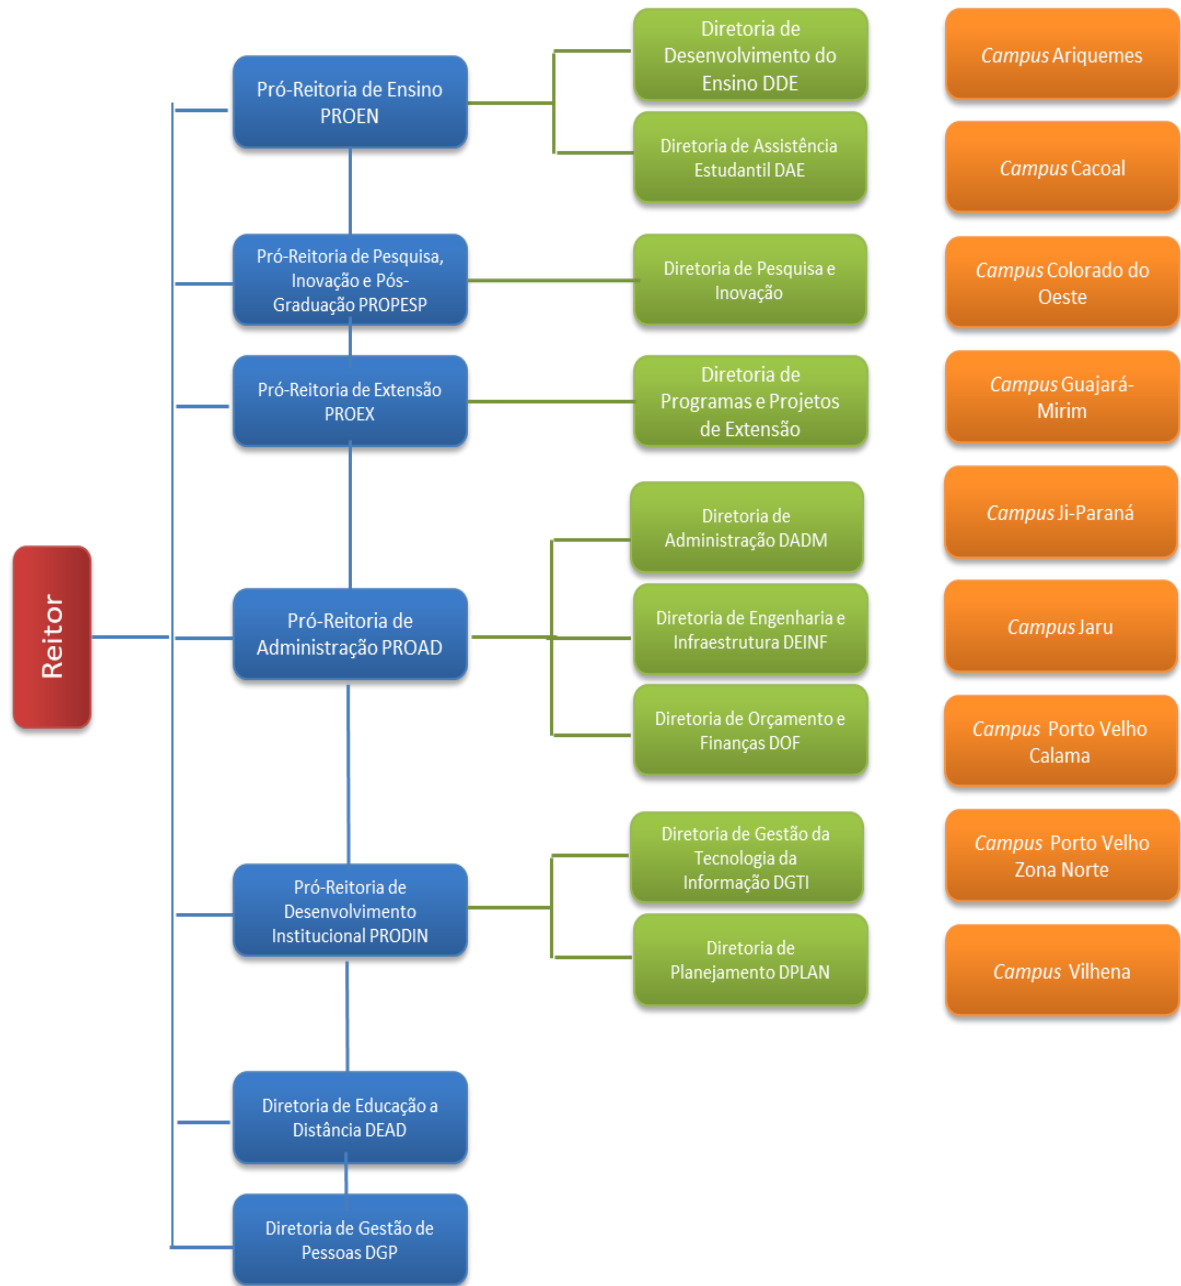 Reitor
Pró-Reitoria de Ensino
PROEN
Pró-Reitoria de Pesquisa,
Inovação e Pós-
Graduação PROPESP
Pró-Reitoria de Extensão
PROEX
Pró-Reitoria de
Administração PROAD
Pró-Reitoria de
Desenvolvimento
Institucional PRODIN
Diretoria de Educação a
Distância DEAD
Diretoria de Gestão de
Pessoas DGP
Diretoria de
Desenvolvimento do
Ensino DDE
Diretoria de Assistência
Estudantil DAE
Diretoria de Pesquisa e
Inovação
Diretoria de
Programas e Projetos
de Extensão
Diretoria de
Administração DADM
Diretoria de Engenharia e
Infraestrutura DEINF
Diretoria de Orçamento e
Finanças DOF
Diretoria de Gestão da
Tecnologia da
Informação DGTI
Diretoria de
Planejamento DPLAN
Campus Ariquemes
Campus Cacoal
Campus Colorado do
Oeste
Campus Guajará-
Mirim
Campus Ji-Paraná
Campus Jaru
Campus Porto Velho
Calama
Campus Porto Velho
Zona Norte
Campus Vilhena